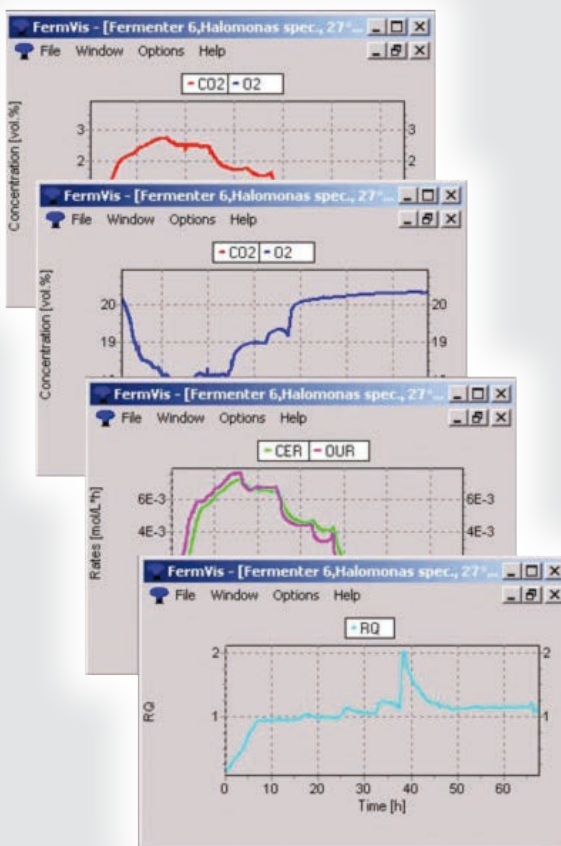 FermVis - [Fermenter 6,Halomonas spec., 27°...
File Window Options Help
CO2 O2
Concentration [vol.%]
3 3
2 2
FermVis - [Fermenter 6,Halomonas spec., 27°...
File Window Options Help
CO2 O2
Concentration [vol.%]
20 20
19 19
FermVis - [Fermenter 6,Halomonas spec., 27°...
File Window Options Help
CER OUR
Rates [mol/L*h]
6E-3 6E-3
4E-3 4E-3
FermVis - [Fermenter 6,Halomonas spec., 27°...
File Window Options Help
RQ
RQ
2 2
1 1
0 10 20 30 40 50 60
Time [h]